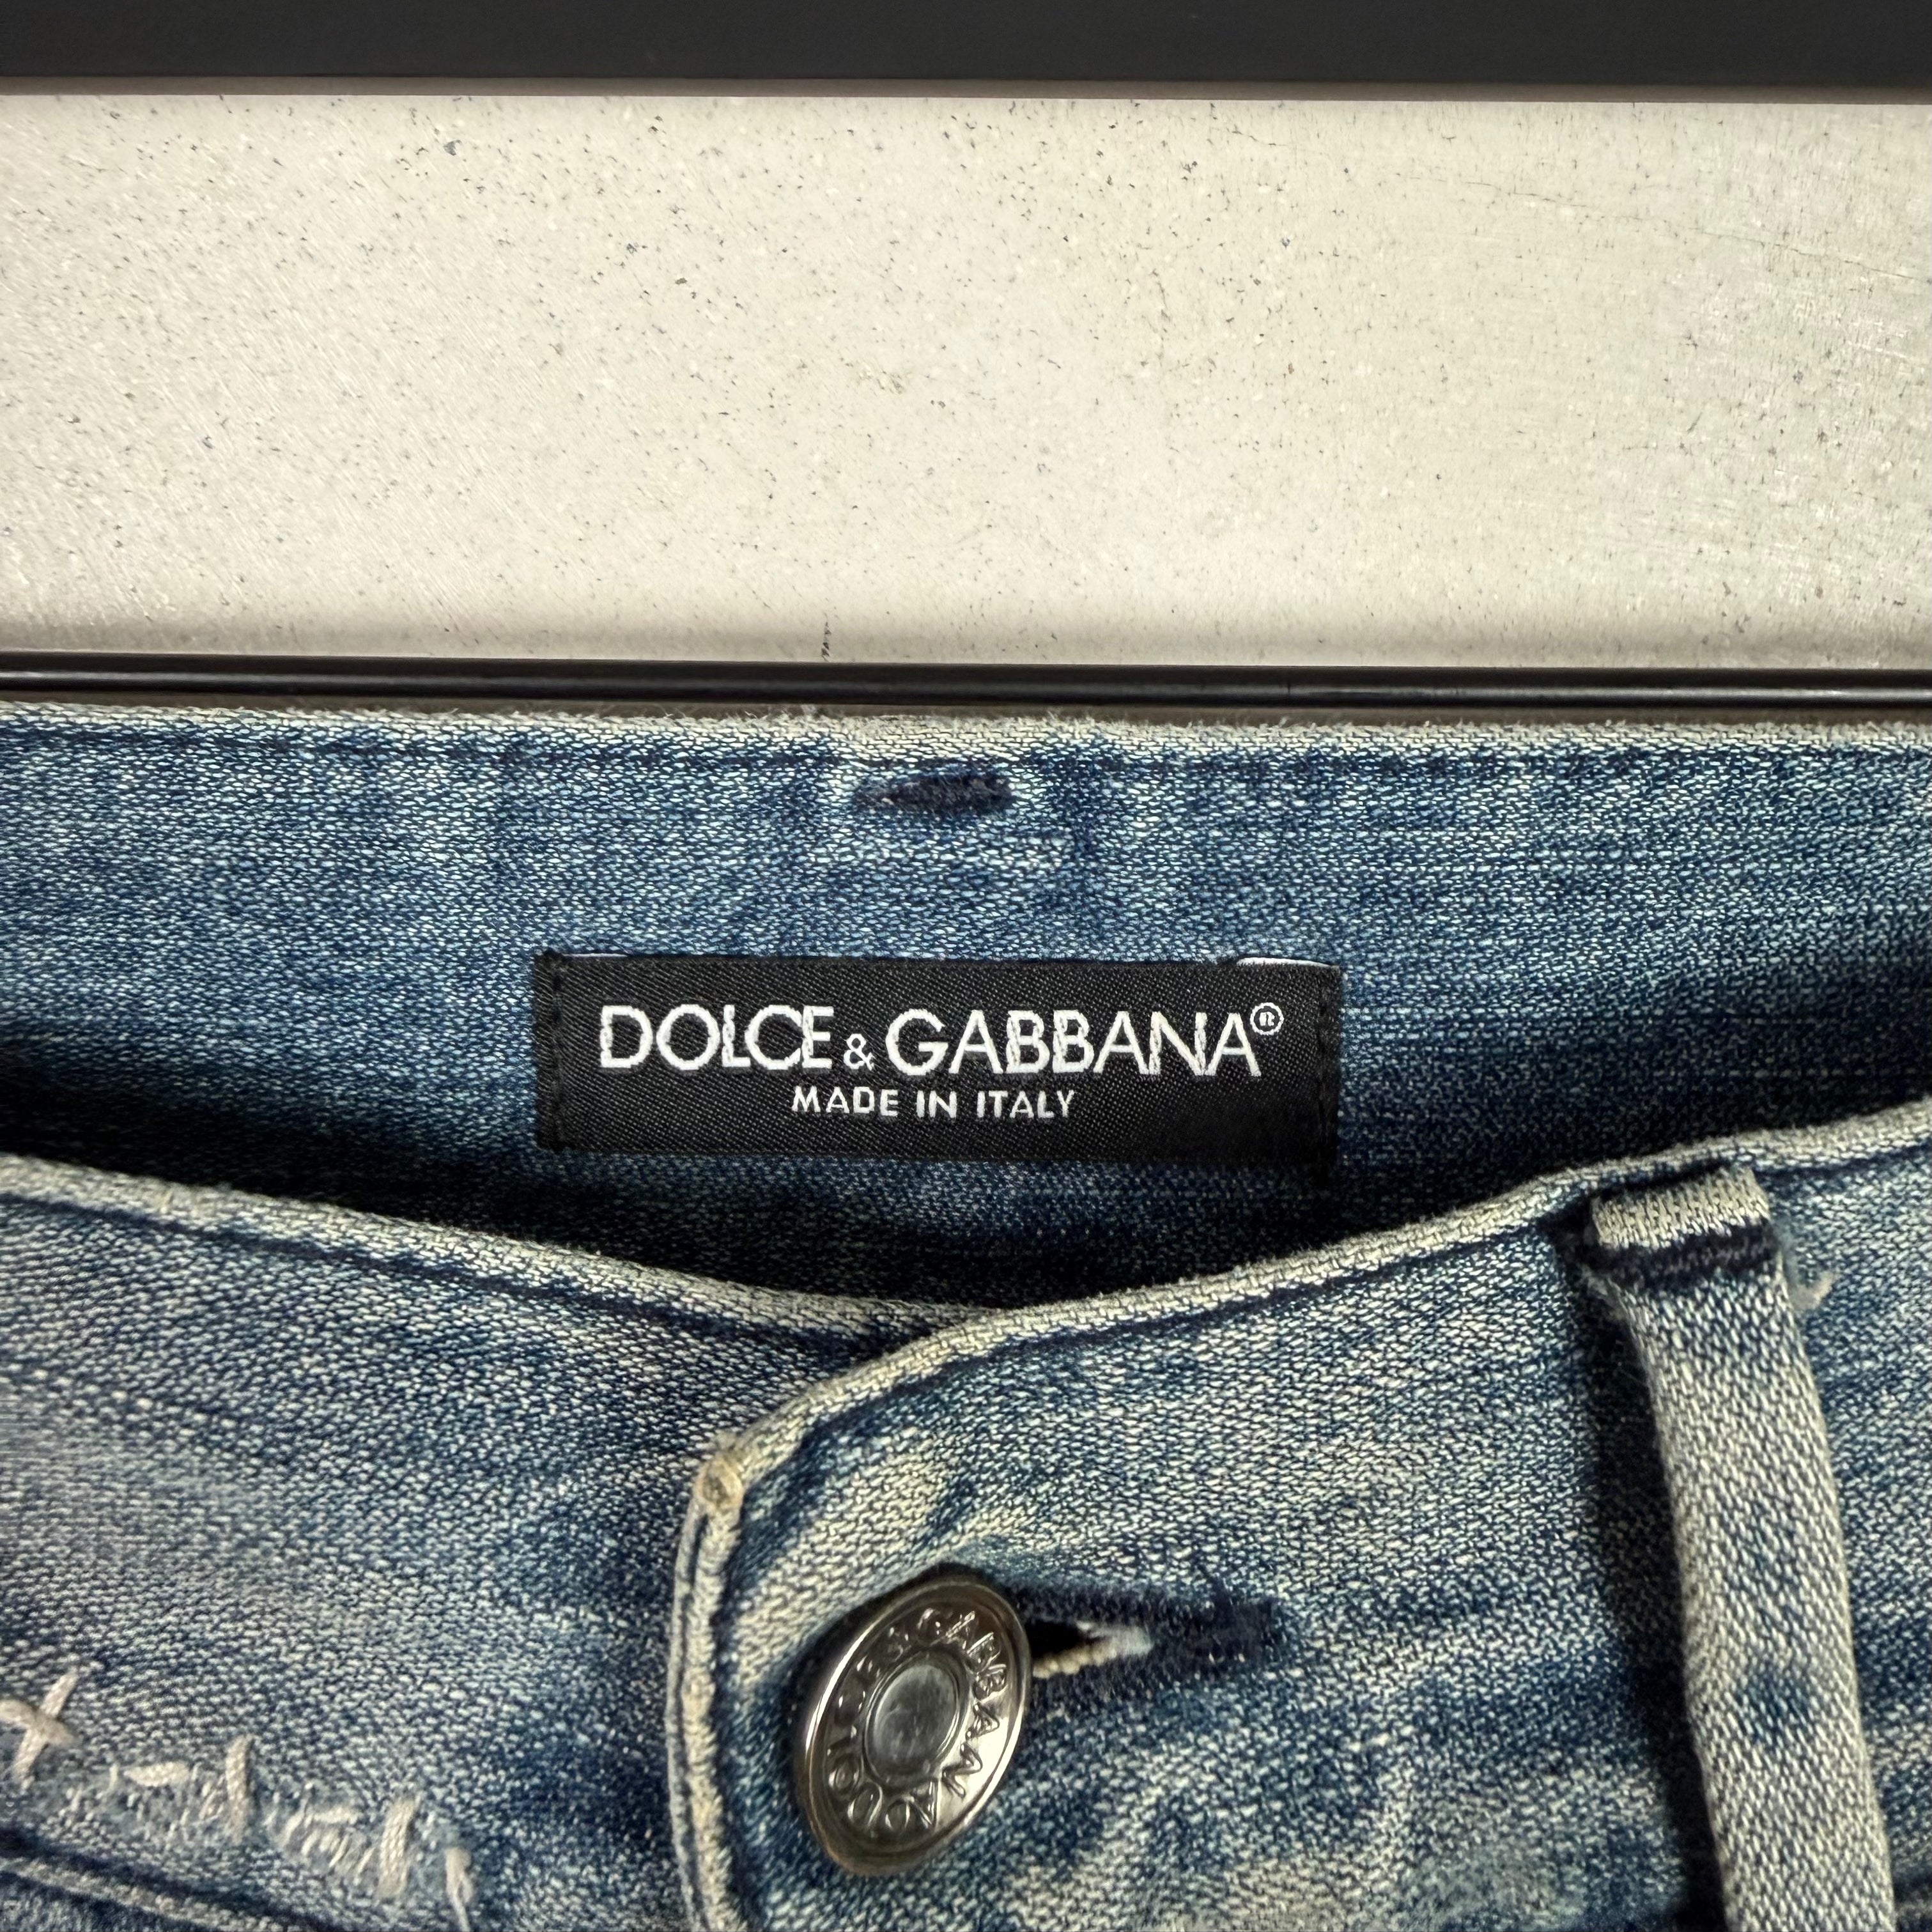 DOLCE & GABBANA®
MADE IN ITALY
DOLCE & GABBANA